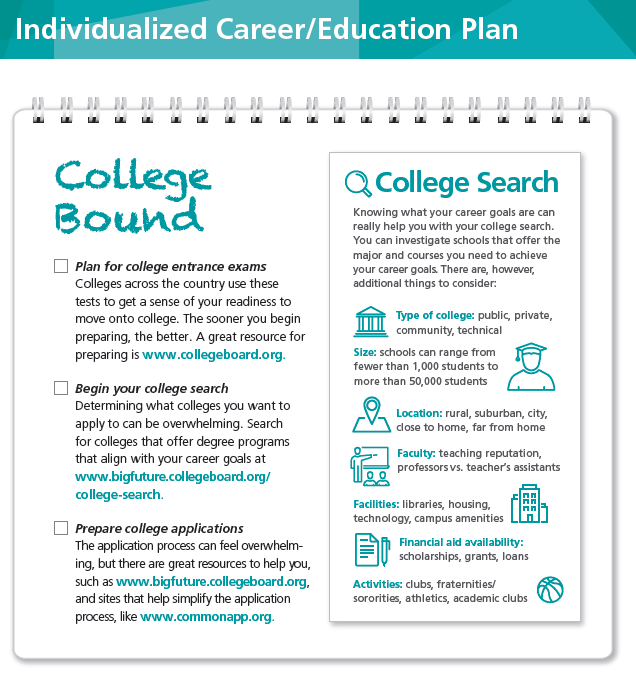 Individualized Career/Education Plan
College
Bound
Plan for college entrance exams
Colleges across the country use these
tests to get a sense of your readiness to
move onto college. The sooner you begin
preparing, the better. A great resource for
preparing is www.collegeboard.org.
Begin your college search
Determining what colleges you want to
apply to can be overwhelming. Search
for colleges that offer degree programs
that align with your career goals at
www.bigfuture.collegeboard.org/
college-search.
Prepare college applications
The application process can feel overwhelm-
ing, but there are great resources to help you,
such as www.bigfuture.collegeboard.org,
and sites that help simplify the application
process, like www.commonapp.org.
College Search
Knowing what your career goals are can
really help you with your college search.
You can investigate schools that offer the
major and courses you need to achieve
your career goals. There are, however,
additional things to consider:
Type of college: public, private,
community, technical
Size: schools can range from
fewer than 1,000 students to
more than 50,000 students
Location: rural, suburban, city,
close to home, far from home
Faculty: teaching reputation,
professors vs. teacher's assistants
Facilities: libraries, housing,
technology, campus amenities
Financial aid availability:
scholarships, grants, loans
Activities: clubs, fraternities/
sororities, athletics, academic clubs